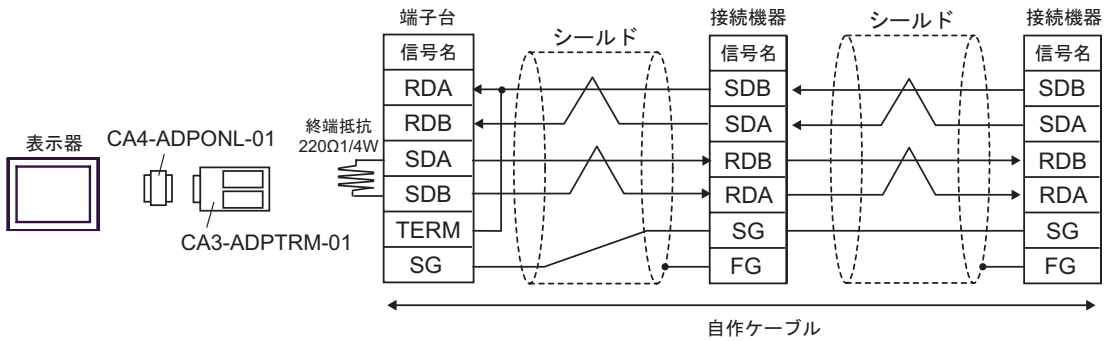 表示器
CA4-ADPONL-01
CA3-ADPTRM-01
終端抵抗
220Ω1/4W
端子台
信号名
RDA
RDB
SDA
SDB
TERM
SG
シールド
接続機器
信号名
SDB
SDA
RDB
RDA
SG
FG
シールド
接続機器
信号名
SDB
SDA
RDB
RDA
SG
FG
自作ケーブル